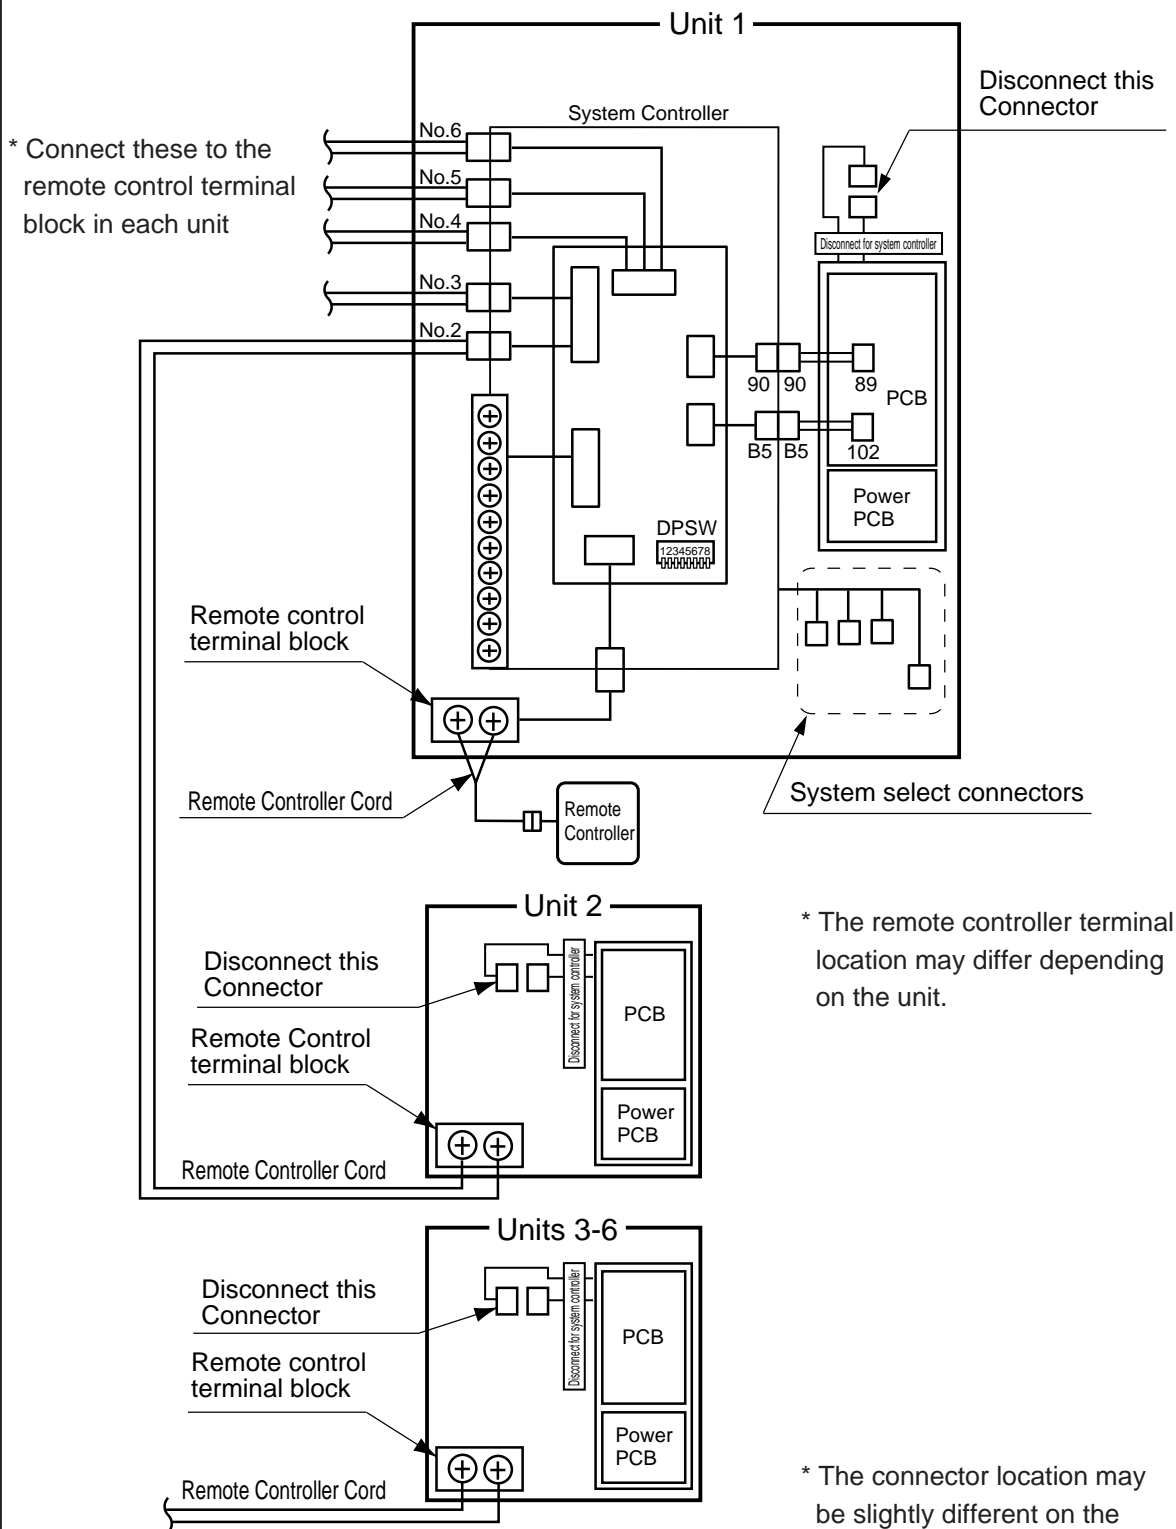 Unit 1
Disconnect this
Connector
System Controller
* Connect these to the
remote control terminal
block in each unit
No.6
No.5
No.4
No.3
No.2
Disconnect for system controller
90 90 89
PCB
B5 B5 102
Power
PCB
DPSW
12345678
Remote control
terminal block
Remote Controller Cord
Remote
Controller
System select connectors
Unit 2
* The remote controller terminal
location may differ depending
on the unit.
Disconnect this
Connector
Disconnect for system controller
PCB
Remote Control
terminal block
Power
PCB
Remote Controller Cord
Units 3-6
Disconnect this
Connector
Disconnect for system controller
PCB
Remote control
terminal block
Power
PCB
Remote Controller Cord
* The connector location may
be slightly different on the